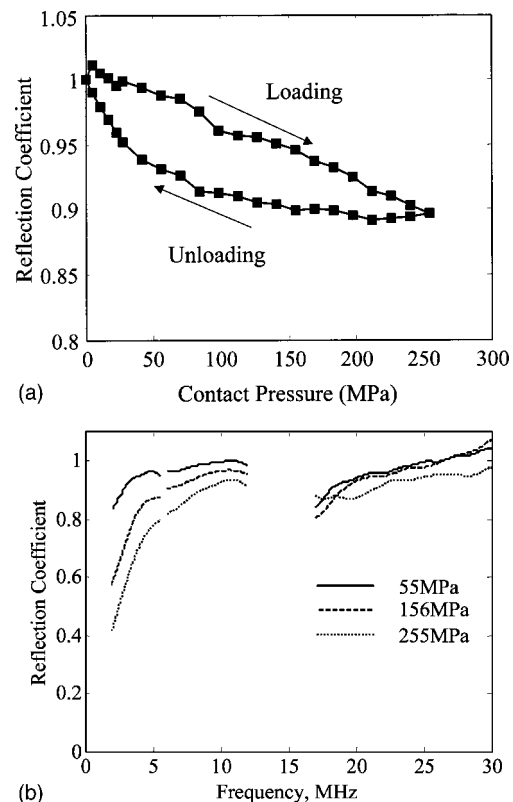 1.05
1
0.95
0.9
0.85
0.8
Reflection Coefficient
Loading
Unloading
0 50 100 150 200 250 300
(a) Contact Pressure (MPa)
1
0.8
0.6
0.4
0.2
0
Reflection Coefficient
55MPa
156MPa
255MPa
0 5 10 15 20 25 30
(b) Frequency, MHz